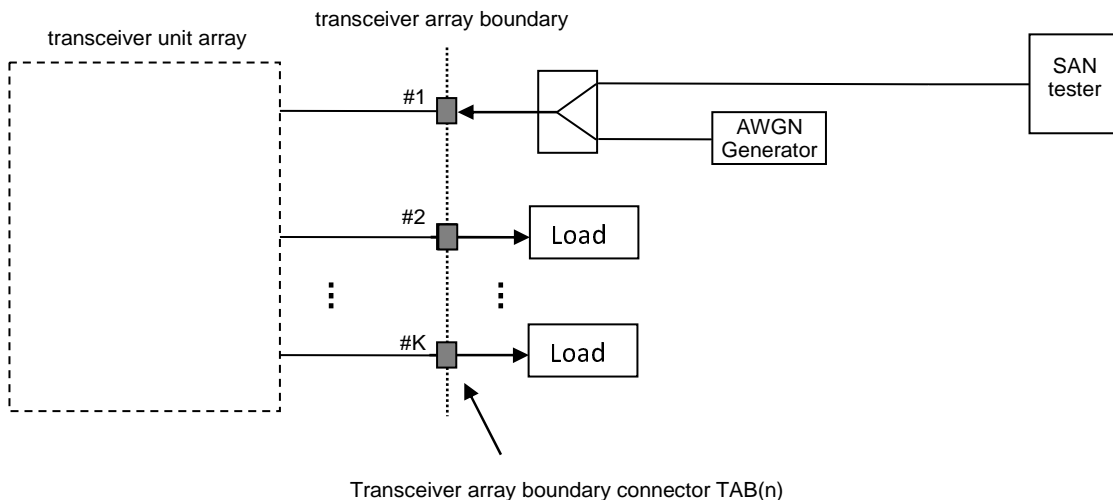 transceiver array boundary
transceiver unit array
SAN
tester
#1
AWGN
Generator
#2
Load
#K
Load
Transceiver array boundary connector TAB(n)